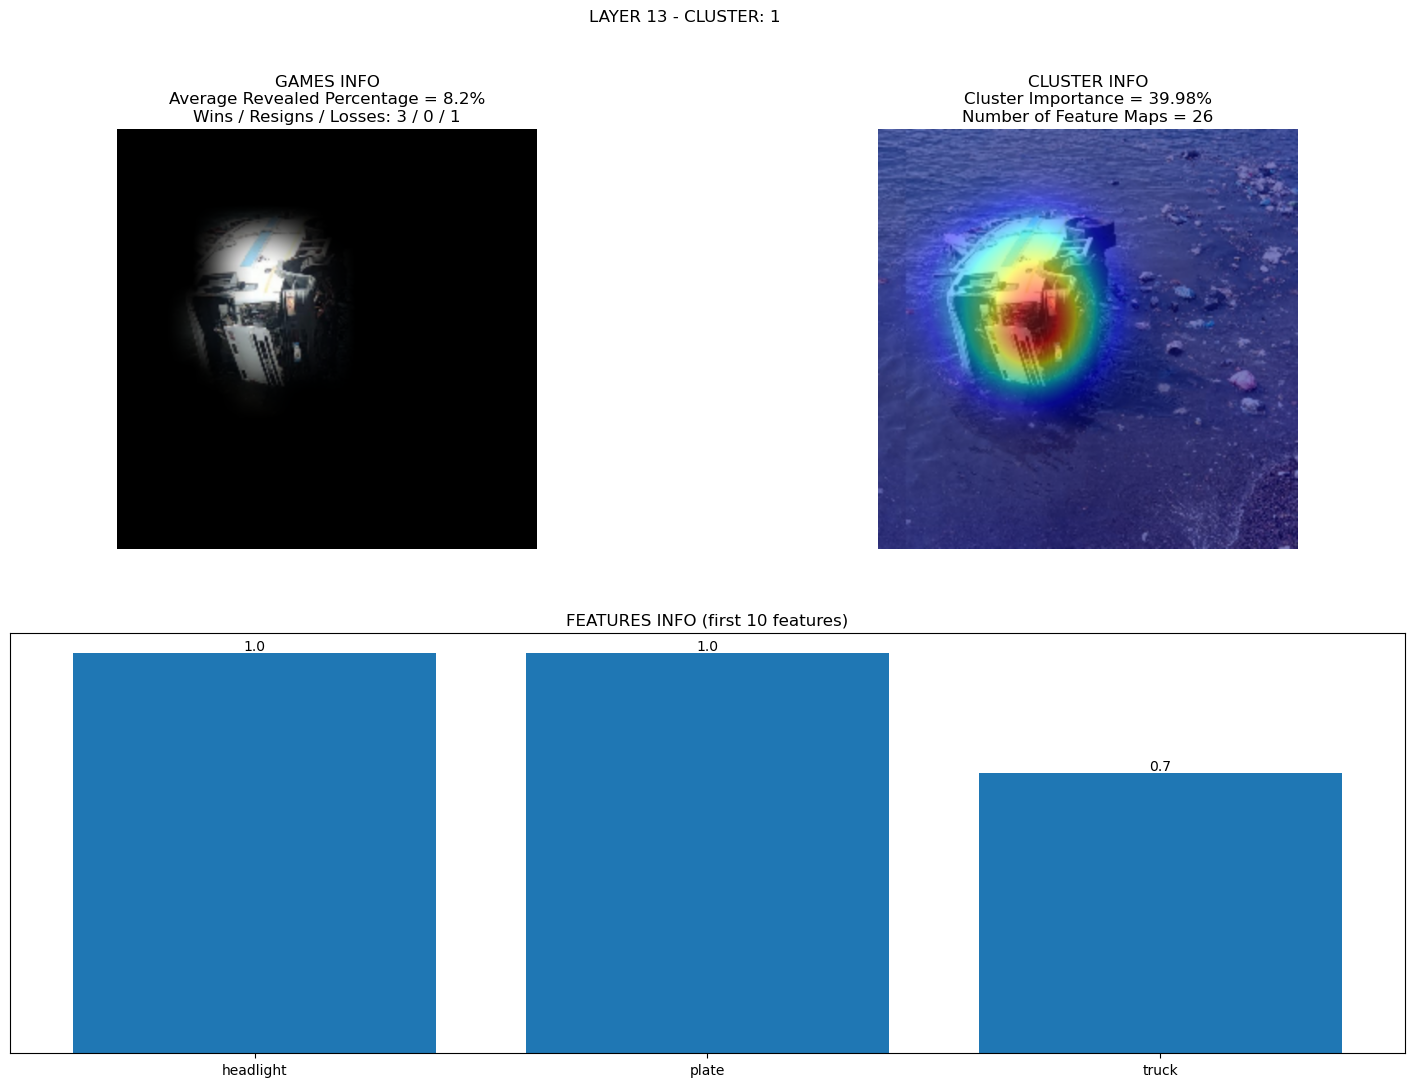 LAYER 13 - CLUSTER: 1
GAMES INFO
Average Revealed Percentage = 8.2%
Wins / Resigns / Losses: 3 / 0 / 1
CLUSTER INFO
Cluster Importance = 39.98%
Number of Feature Maps = 26
FEATURES INFO (first 10 features)
1.0
1.0
0.7
headlight
plate
truck